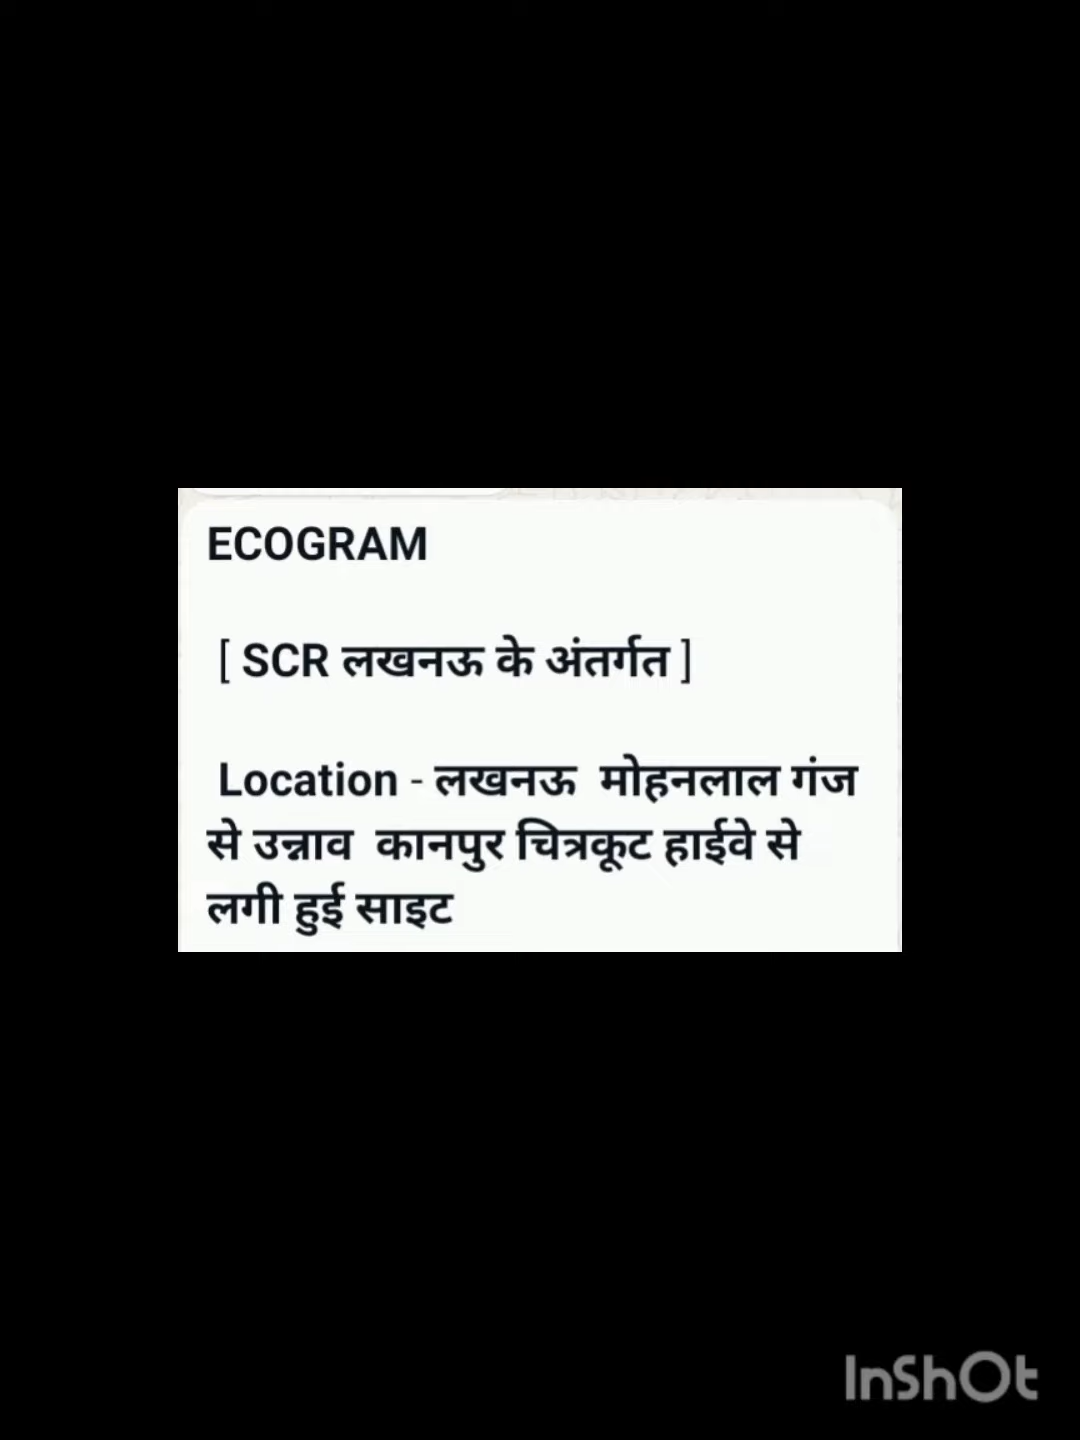 ECOGRAM
[ SCR लखनऊ के अंतर्गत ]
Location - लखनऊ मोहनलाल गंज
से उन्नाव कानपुर चित्रकूट हाईवे से
लगी हुई साइट
InShOt